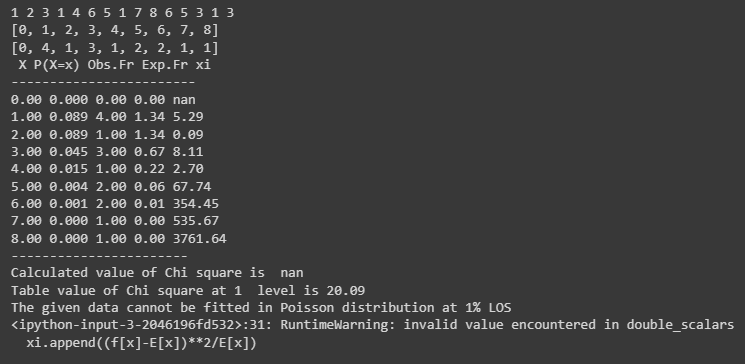 1 2 3 1 4 6 5 1 7 8 6 5 3 1 3
[0, 1, 2, 3, 4, 5, 6, 7, 8]
[0, 4, 1, 3, 1, 2, 2, 1, 1]
 X P(X=x) Obs.Fr Exp.Fr xi
--------------------------
0.00 0.000 0.00 0.00 nan
1.00 0.089 4.00 1.34 5.29
2.00 0.089 1.00 1.34 0.09
3.00 0.045 3.00 0.67 8.11
4.00 0.015 1.00 0.22 2.70
5.00 0.004 2.00 0.06 67.74
6.00 0.001 2.00 0.01 354.45
7.00 0.000 1.00 0.00 535.67
8.00 0.000 1.00 0.00 3761.64
-------------------------
Calculated value of Chi square is  nan
Table value of Chi square at 1  level is 20.09
The given data cannot be fitted in Poisson distribution at 1% LOS
<ipython-input-3-2046196fd532>:31: RuntimeWarning: invalid value encountered in double_scalars
  xi.append((f[x]-E[x])**2/E[x])